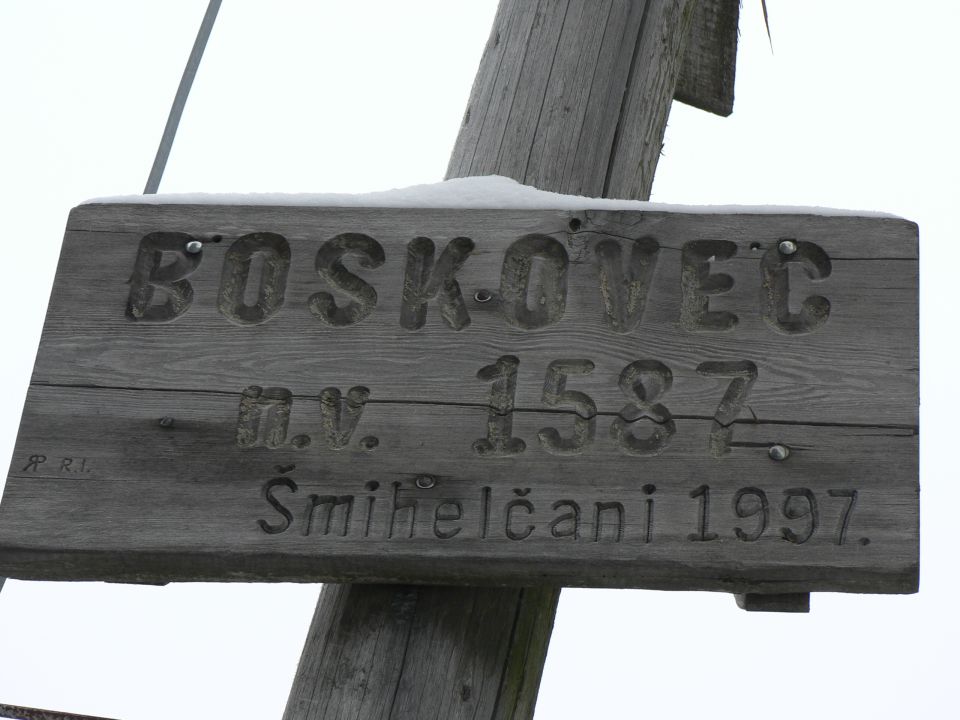 BOSKOVEC
n.v. 1587
R.I.
Šmihelčani 1997.